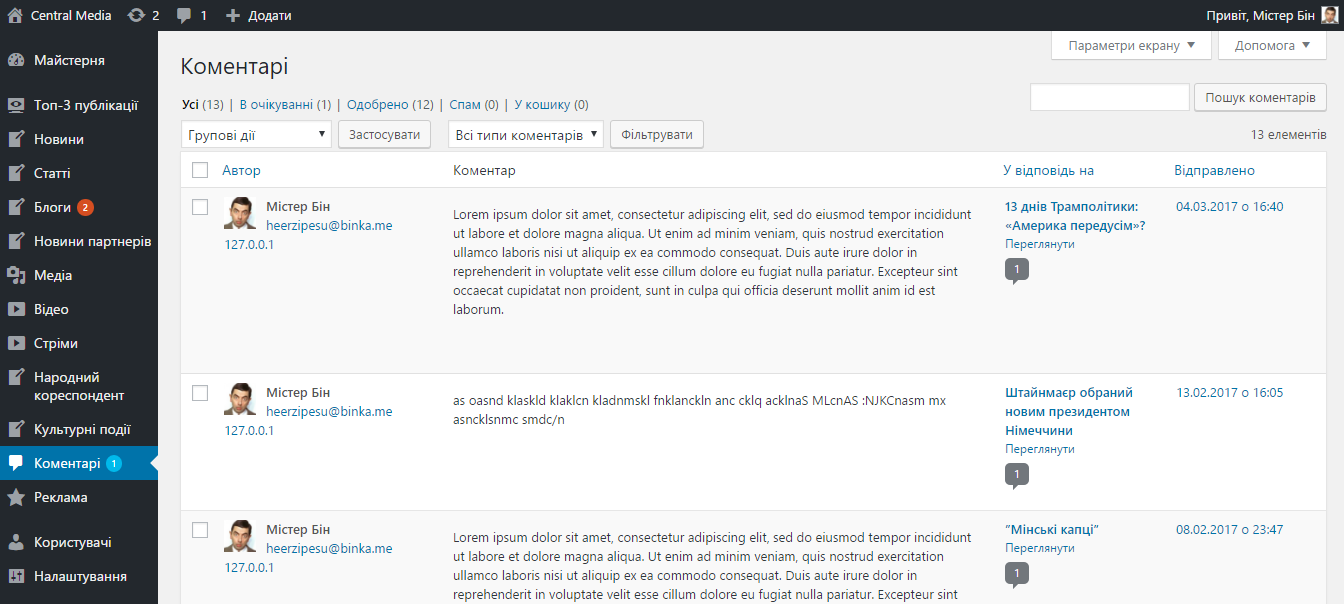 Central Media 2 1 Додати Привіт, Містер Бін
Майстерня
Топ-3 публікації
Новини
Статті
Блоги 2
Новини партнерів
Медіа
Відео
Стріми
Народний
кореспондент
Культурні події
Коментарі 1
Реклама
Користувачі
Налаштування
Параметри екрану Допомога
Коментарі
Усі (13) | В очікуванні (1) | Одобрено (12) | Спам (0) | У кошику (0)
Пошук коментарів
Групові дії Застосувати Всі типи коментарів Фільтрувати
13 елементів
Автор Коментар У відповідь на Відправлено
Містер Бін
heerzipesu@binka.me
127.0.0.1
Lorem ipsum dolor sit amet, consectetur adipiscing elit, sed do eiusmod tempor incididunt
ut labore et dolore magna aliqua. Ut enim ad minim veniam, quis nostrud exercitation
ullamco laboris nisi ut aliquip ex ea commodo consequat. Duis aute irure dolor in
reprehenderit in voluptate velit esse cillum dolore eu fugiat nulla pariatur. Excepteur sint
occaecat cupidatat non proident, sunt in culpa qui officia deserunt mollit anim id est
laborum.
13 днів Трамполітики:
«Америка передусім»?
Переглянути
1
04.03.2017 о 16:40
Містер Бін
heerzipesu@binka.me
127.0.0.1
as oasnd klaskld klaklcn kladnmskl fnklanckln anc cklq acklnaS MLcnAS :NJKCnasm mx
asncklsnmc smdc/n
Штайнмаєр обраний
новим президентом
Німеччини
Переглянути
1
13.02.2017 о 16:05
Містер Бін
heerzipesu@binka.me
127.0.0.1
Lorem ipsum dolor sit amet, consectetur adipiscing elit, sed do eiusmod tempor incididunt
ut labore et dolore magna aliqua. Ut enim ad minim veniam, quis nostrud exercitation
ullamco laboris nisi ut aliquip ex ea commodo consequat. Duis aute irure dolor in
reprehenderit in voluptate velit esse cillum dolore eu fugiat nulla pariatur. Excepteur sint
"Мінські капці"
Переглянути
1
08.02.2017 о 23:47